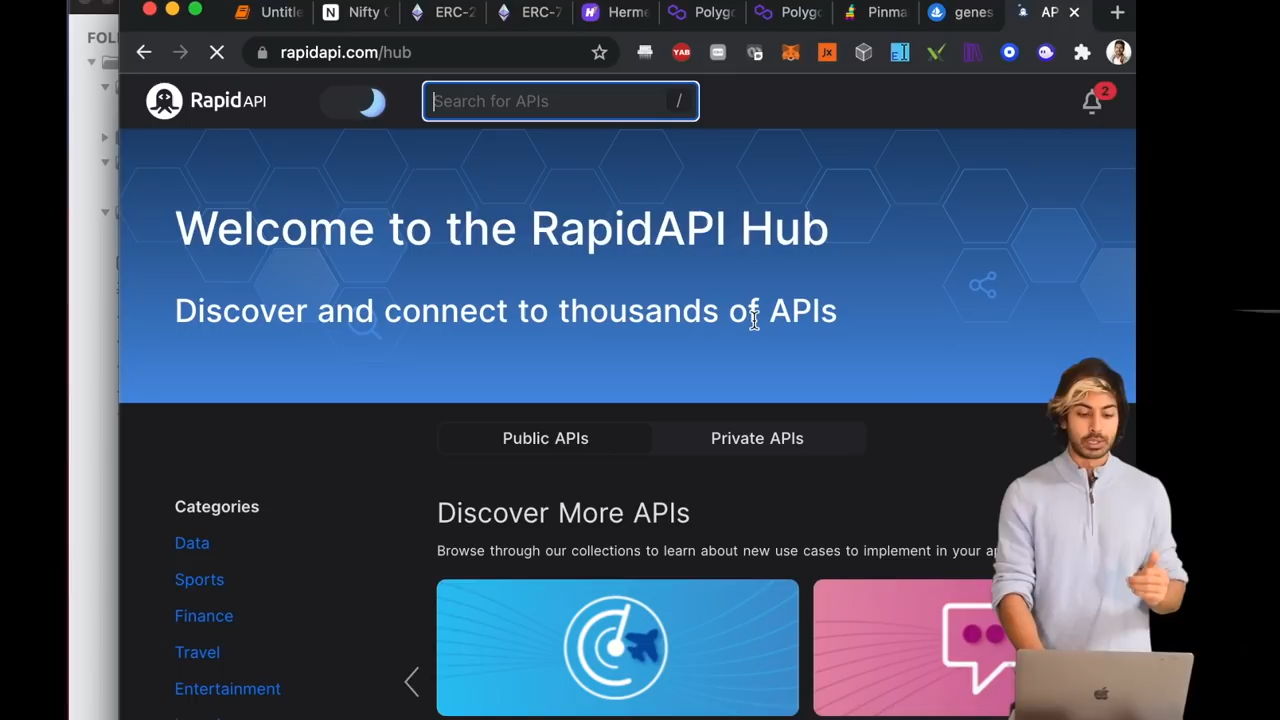 FOL
Untitle
Nifty
ERC-2
ERC-7
Herme
Polygo
Polygo
Pinma
genes
AP
rapidapi.com/hub
YAB
JX
Rapid API
Search for APIs
/
2
Welcome to the RapidAPI Hub
Discover and connect to thousands of APIs
Public APIs
Private APIs
Categories
Data
Sports
Finance
Travel
Entertainment
Discover More APIs
Browse through our collections to learn about new use cases to implement in your ap